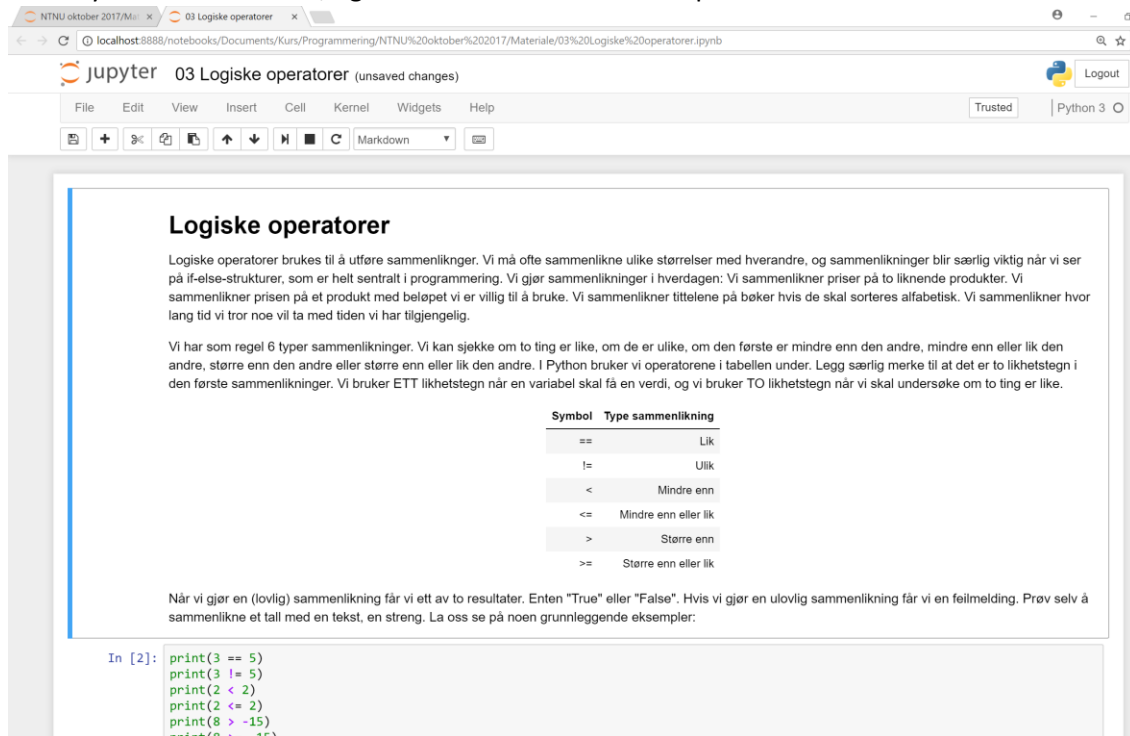 NTNU oktober 2017/Ma
03 Logiske operatorer
localhost:8888/notebooks/Documents/Kurs/Programmering/NTNU%20oktober%202017/Materiale/03%20Logiske%20operatorer.ipynb
jupyter 03 Logiske operatorer (unsaved changes)
Logout
File Edit View Insert Cell Kernel Widgets Help
Trusted
Python 3
Markdown
Logiske operatorer
Logiske operatorer brukes til å utføre sammenliknger. Vi må ofte sammenlikne ulike størrelser med hverandre, og sammenlikninger blir særlig viktig når vi ser
på if-else-strukturer, som er helt sentralt i programmering. Vi gjør sammenlikninger i hverdagen: Vi sammenlikner priser på to liknende produkter. Vi
sammenlikner prisen på et produkt med beløpet vi er villig til å bruke. Vi sammenlikner tittelene på bøker hvis de skal sorteres alfabetisk. Vi sammenlikner hvor
lang tid vi tror noe vil ta med tiden vi har tilgjengelig.
Vi har som regel 6 typer sammenlikninger. Vi kan sjekke om to ting er like, om de er ulike, om den første er mindre enn den andre, mindre enn eller lik den
andre, større enn den andre eller større enn eller lik den andre. I Python bruker vi operatorene i tabellen under. Legg særlig merke til at det er to likhetstegn i
den første sammenlikninger. Vi bruker ETT likhetstegn når en variabel skal få en verdi, og vi bruker TO likhetstegn når vi skal undersøke om to ting er like.
Symbol Type sammenlikning
== Lik
!= Ulik
< Mindre enn
<= Mindre enn eller lik
> Større enn
>= Større enn eller lik
Når vi gjør en (lovlig) sammenlikning får vi ett av to resultater. Enten "True" eller "False". Hvis vi gjør en ulovlig sammenlikning får vi en feilmelding. Prøv selv å
sammenlikne et tall med en tekst, en streng. La oss se på noen grunnleggende eksempler:
In [2]: print(3 == 5)
print(3 != 5)
print(2 < 2)
print(2 <= 2)
print(8 > -15)